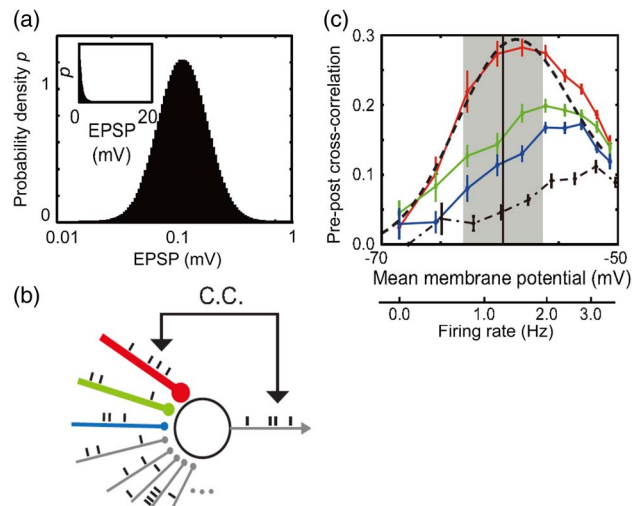 (a)
Probability density p
1
0
p
0
20
EPSP
(mV)
0.01
0.1
1
EPSP (mV)
(b)
C.C.
(c)
Pre-post cross-correlation
0.3
0.2
0.1
0.0
-70
-50
Mean membrane potential (mV)
0.0
1.0
2.0
3.0
Firing rate (Hz)